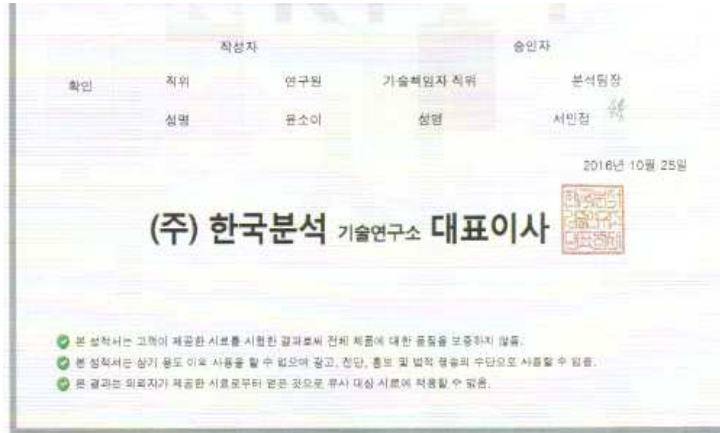 작성자 승인자
확인 직위 연구원 기술책임자 직위 분석팀장
성명 윤소이 성명 서민정
2016년 10월 25일
(주) 한국분석 기술연구소 대표이사
본 성적서는 고객이 제공한 시료를 시험한 결과로써 전체 제품에 대한 품질을 보증하지 않음.
본 성적서는 상기 용도 이외 사용을 할 수 없으며 광고, 전단, 홍보 및 법적 쟁송의 수단으로 사용할 수 없음.
본 결과는 의뢰자가 제공한 시료로부터 얻은 것으로 유사 대상 시료에 적용할 수 없음.